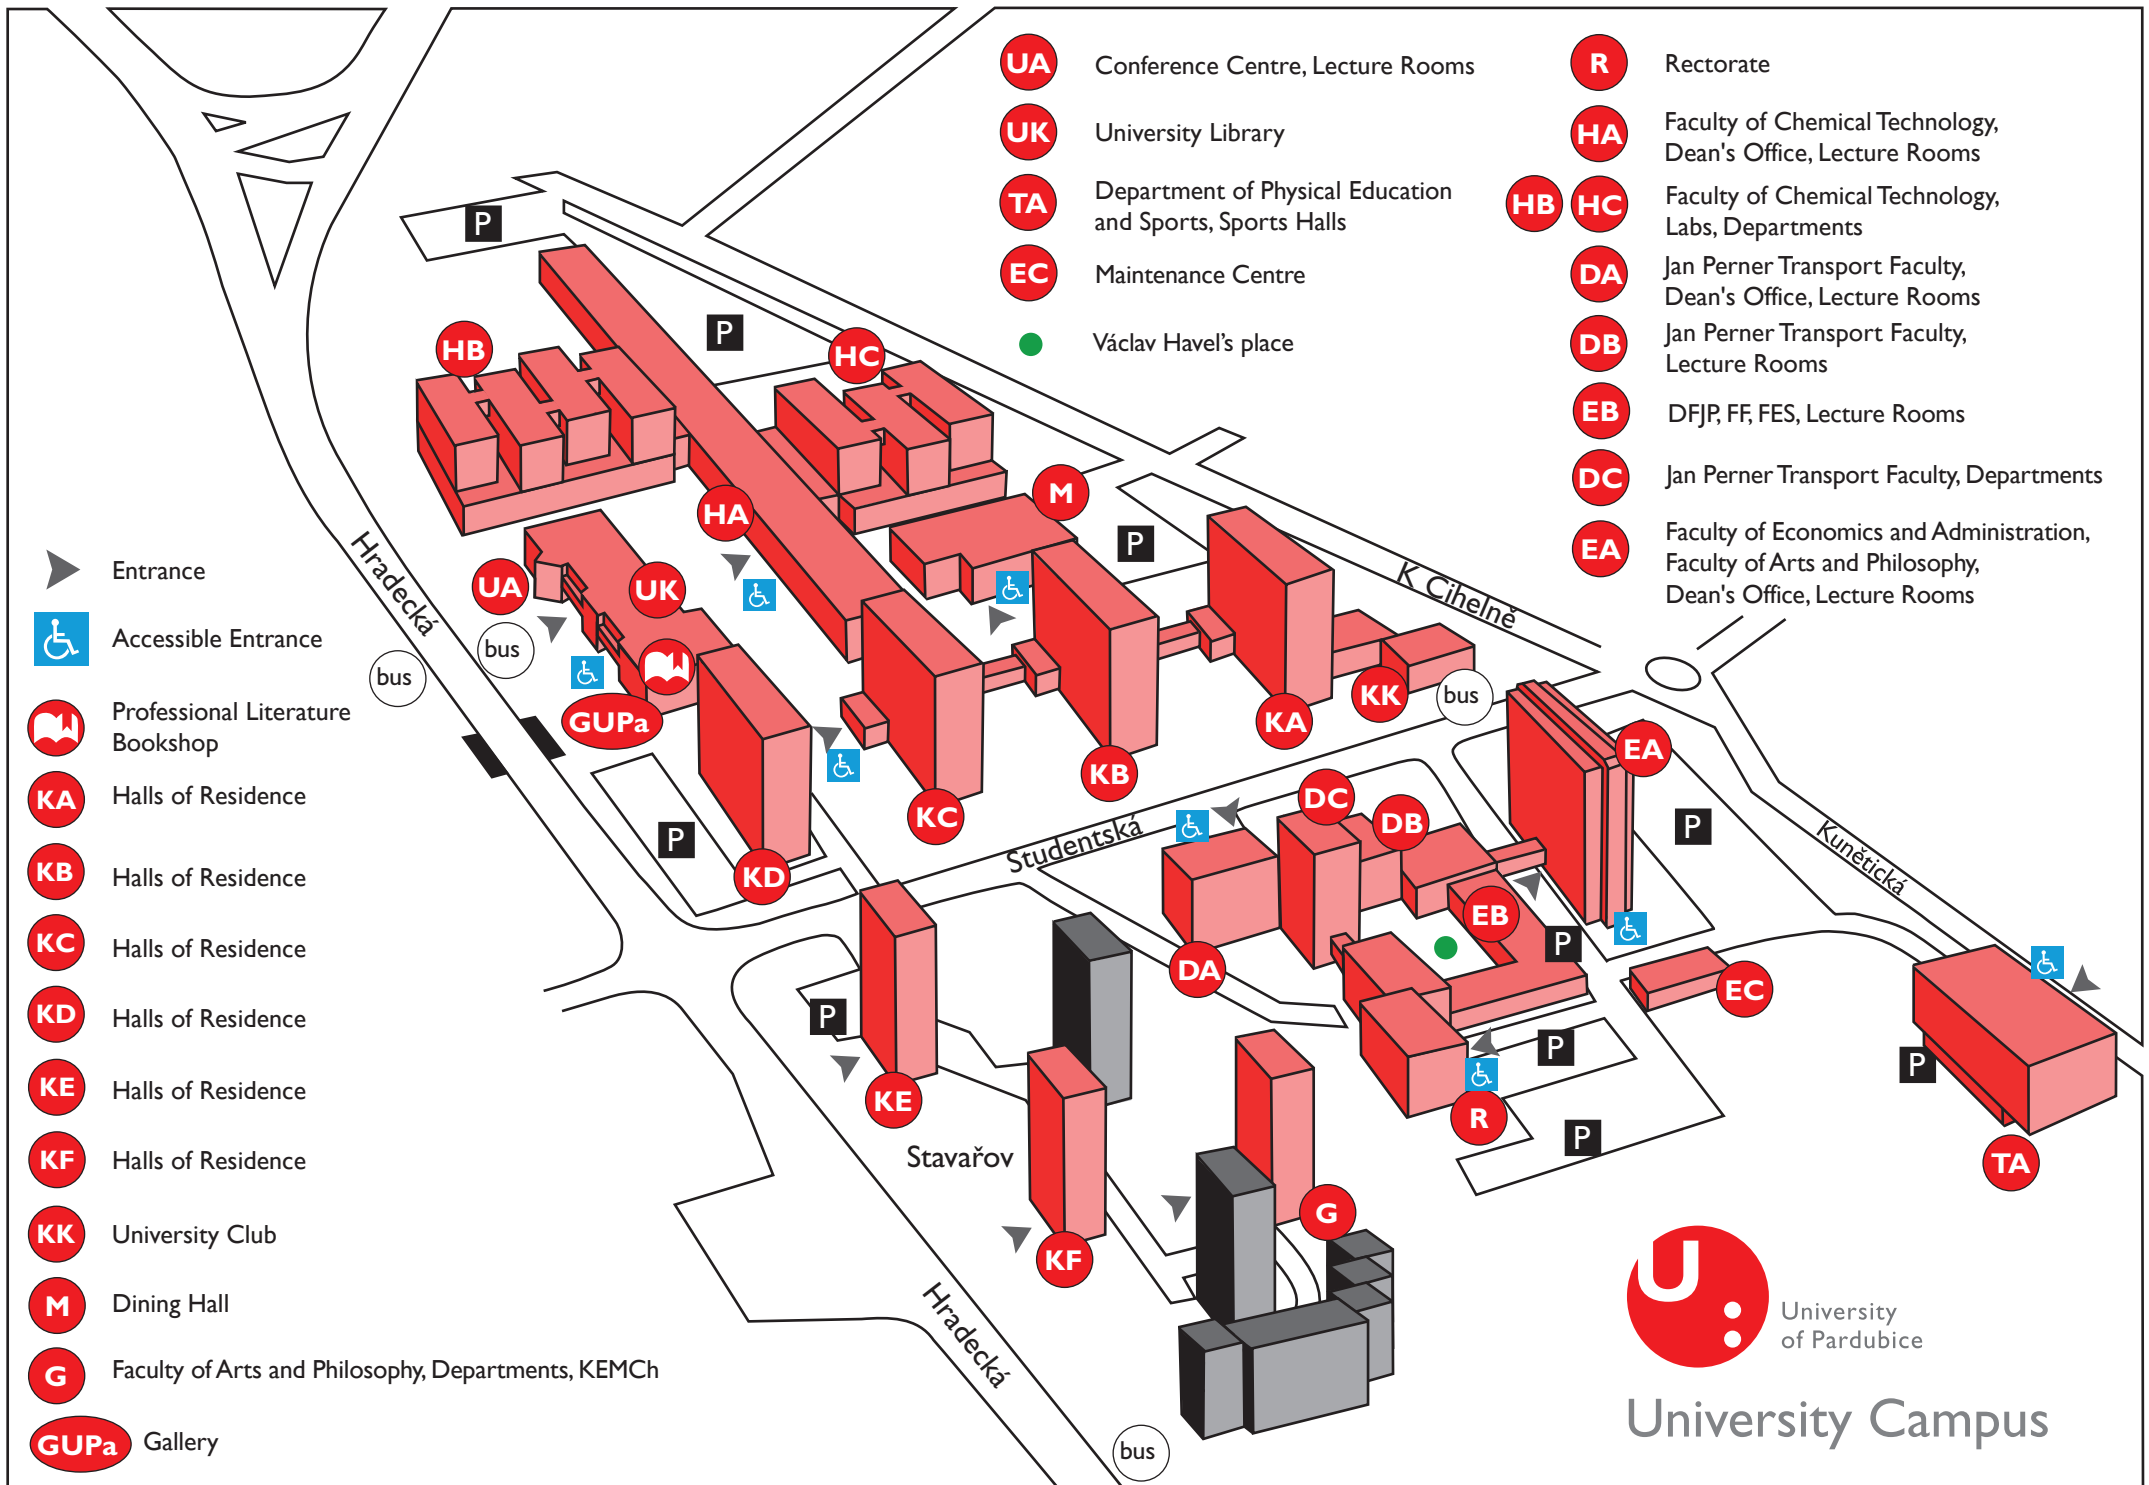 UA Conference Centre, Lecture Rooms
UK University Library
TA Department of Physical Education
and Sports, Sports Halls
EC Maintenance Centre
Václav Havel's place
R Rectorate
HA Faculty of Chemical Technology,
Dean's Office, Lecture Rooms
HB HC Faculty of Chemical Technology,
Labs, Departments
DA Jan Perner Transport Faculty,
Dean's Office, Lecture Rooms
DB Jan Perner Transport Faculty,
Lecture Rooms
EB DFJP, FF, FES, Lecture Rooms
DC Jan Perner Transport Faculty, Departments
EA Faculty of Economics and Administration,
Faculty of Arts and Philosophy,
Dean's Office, Lecture Rooms
Entrance
Accessible Entrance
Professional Literature
Bookshop
KA Halls of Residence
KB Halls of Residence
KC Halls of Residence
KD Halls of Residence
KE Halls of Residence
KF Halls of Residence
KK University Club
M Dining Hall
G Faculty of Arts and Philosophy, Departments, KEMCh
GUPa Gallery
P
P
HB
HC
M
HA
P
Hradecká
UA
UK
K Cihelně
bus
bus
GUPa
KA
KK
bus
EA
KB
KC
P
KD
Studentská
DC
DB
P
Kunětická
EB
DA
P
EC
P
KE
P
P
R
P
TA
Stavařov
G
KF
Hradecká
bus
U:
University
of Pardubice
University Campus